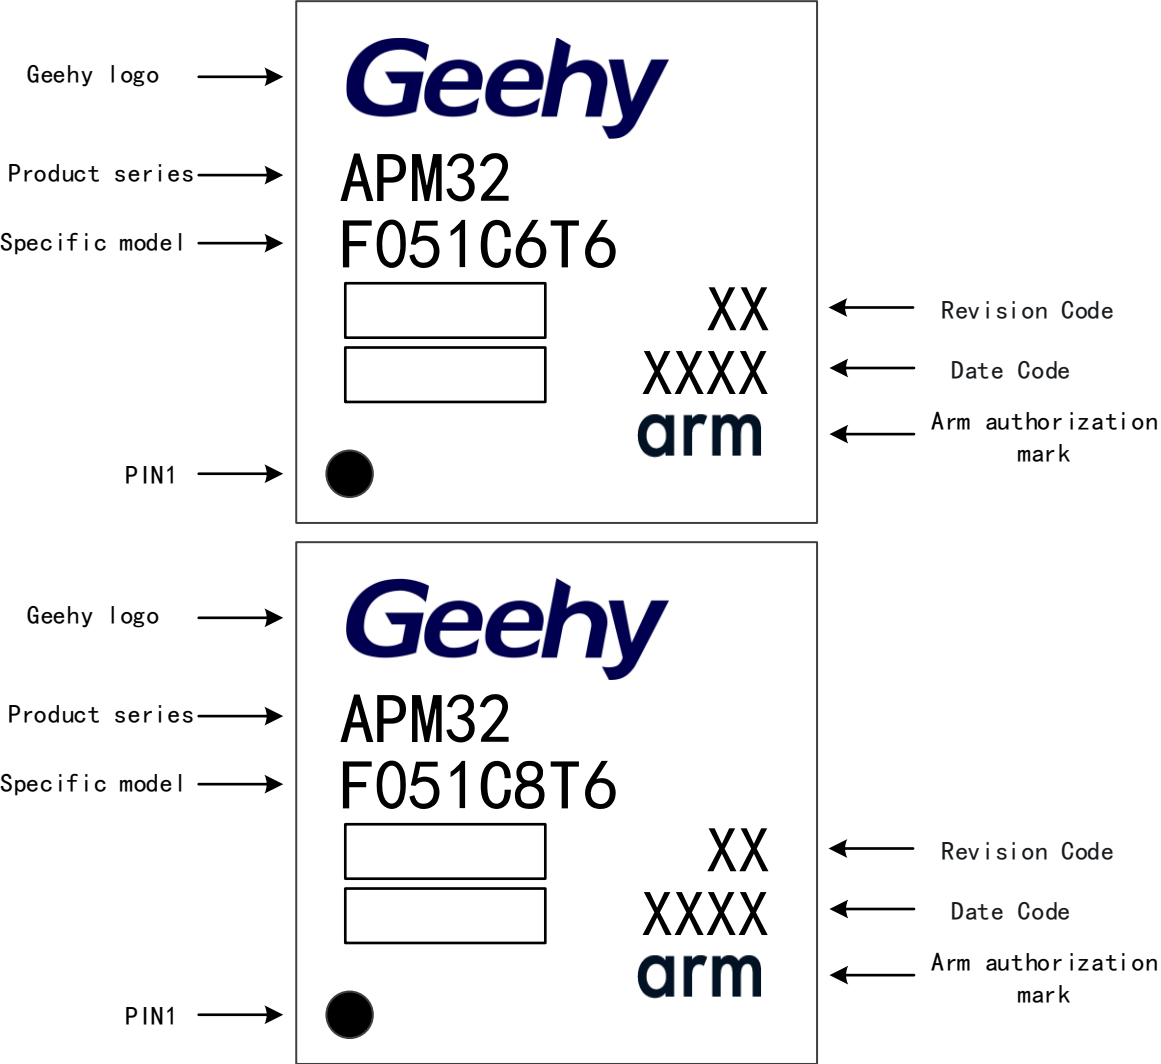 Geehy logo
Geehy
Product series
APM32
Specific model
F051C6T6
XX
Revision Code
XXXX
Date Code
arm
Arm authorization
mark
PIN1
Geehy logo
Geehy
Product series
APM32
Specific model
F051C8T6
XX
Revision Code
XXXX
Date Code
arm
Arm authorization
mark
PIN1